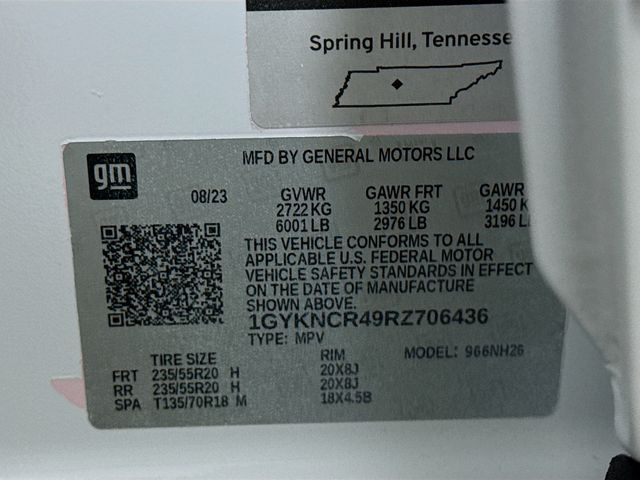 Spring Hill, Tennesse
gm
MFD BY GENERAL MOTORS LLC
08/23 GVWR GAWR FRT GAWR
2722 KG 1350 KG 1450 K
6001 LB 2976 LB 3196 L
THIS VEHICLE CONFORMS TO ALL
APPLICABLE U.S. FEDERAL MOTOR
VEHICLE SAFETY STANDARDS IN EFFECT
ON THE DATE OF MANUFACTURE
SHOWN ABOVE.
1GYKNCR49RZ706436
TYPE: MPV MODEL: 966NH26
TIRE SIZE RIM
FRT 235/55R20 H 20X8J
RR 235/55R20 H 20X8J
SPA T135/70R18 M 18X4.5B